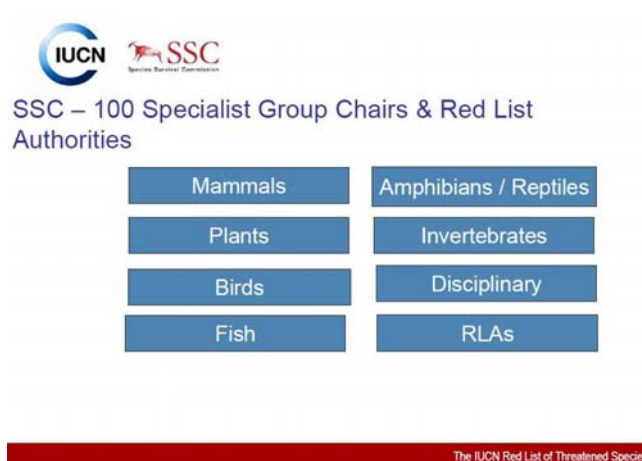 IUCN SSC
Species Survival Commission
SSC – 100 Specialist Group Chairs & Red List
Authorities
Mammals
Amphibians / Reptiles
Plants
Invertebrates
Birds
Disciplinary
Fish
RLAs
The IUCN Red List of Threatened Specie